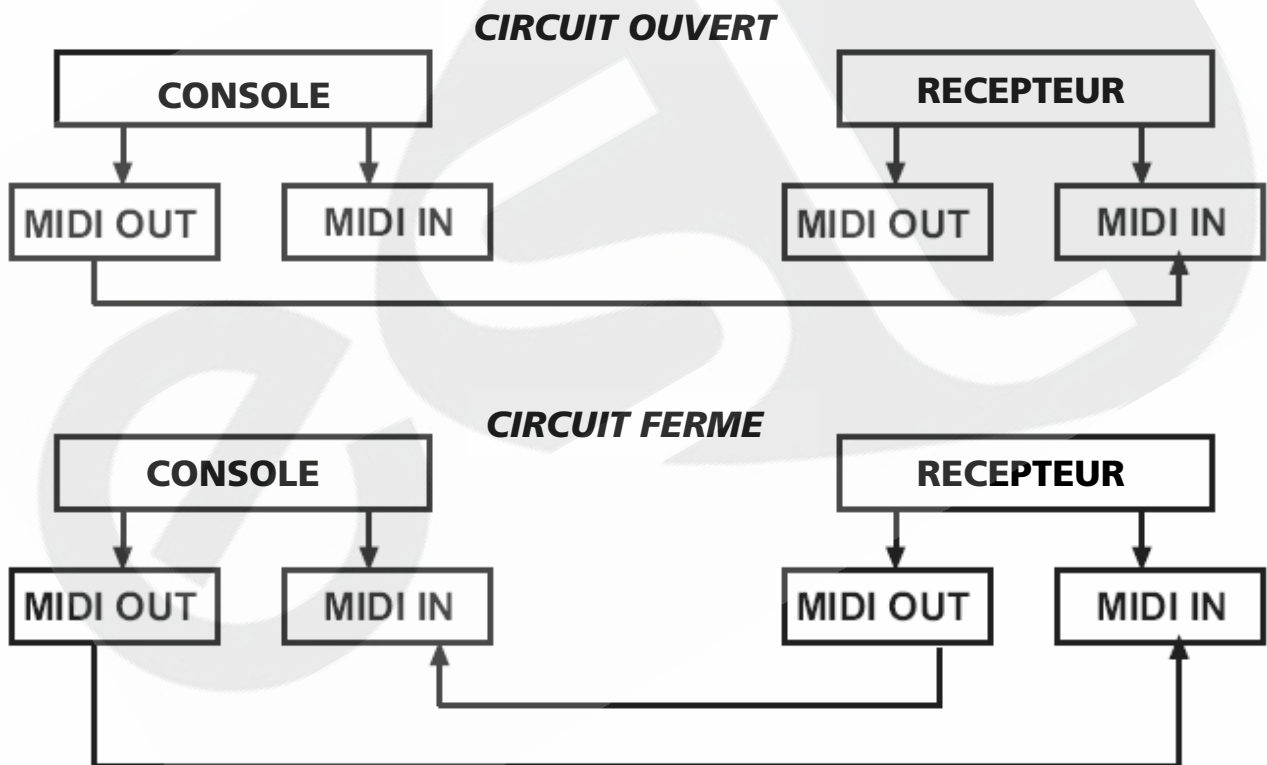 CIRCUIT OUVERT
CONSOLE
RECEPTEUR
MIDI OUT
MIDI IN
MIDI OUT
MIDI IN
CIRCUIT FERME
CONSOLE
RECEPTEUR
MIDI OUT
MIDI IN
MIDI OUT
MIDI IN
esl